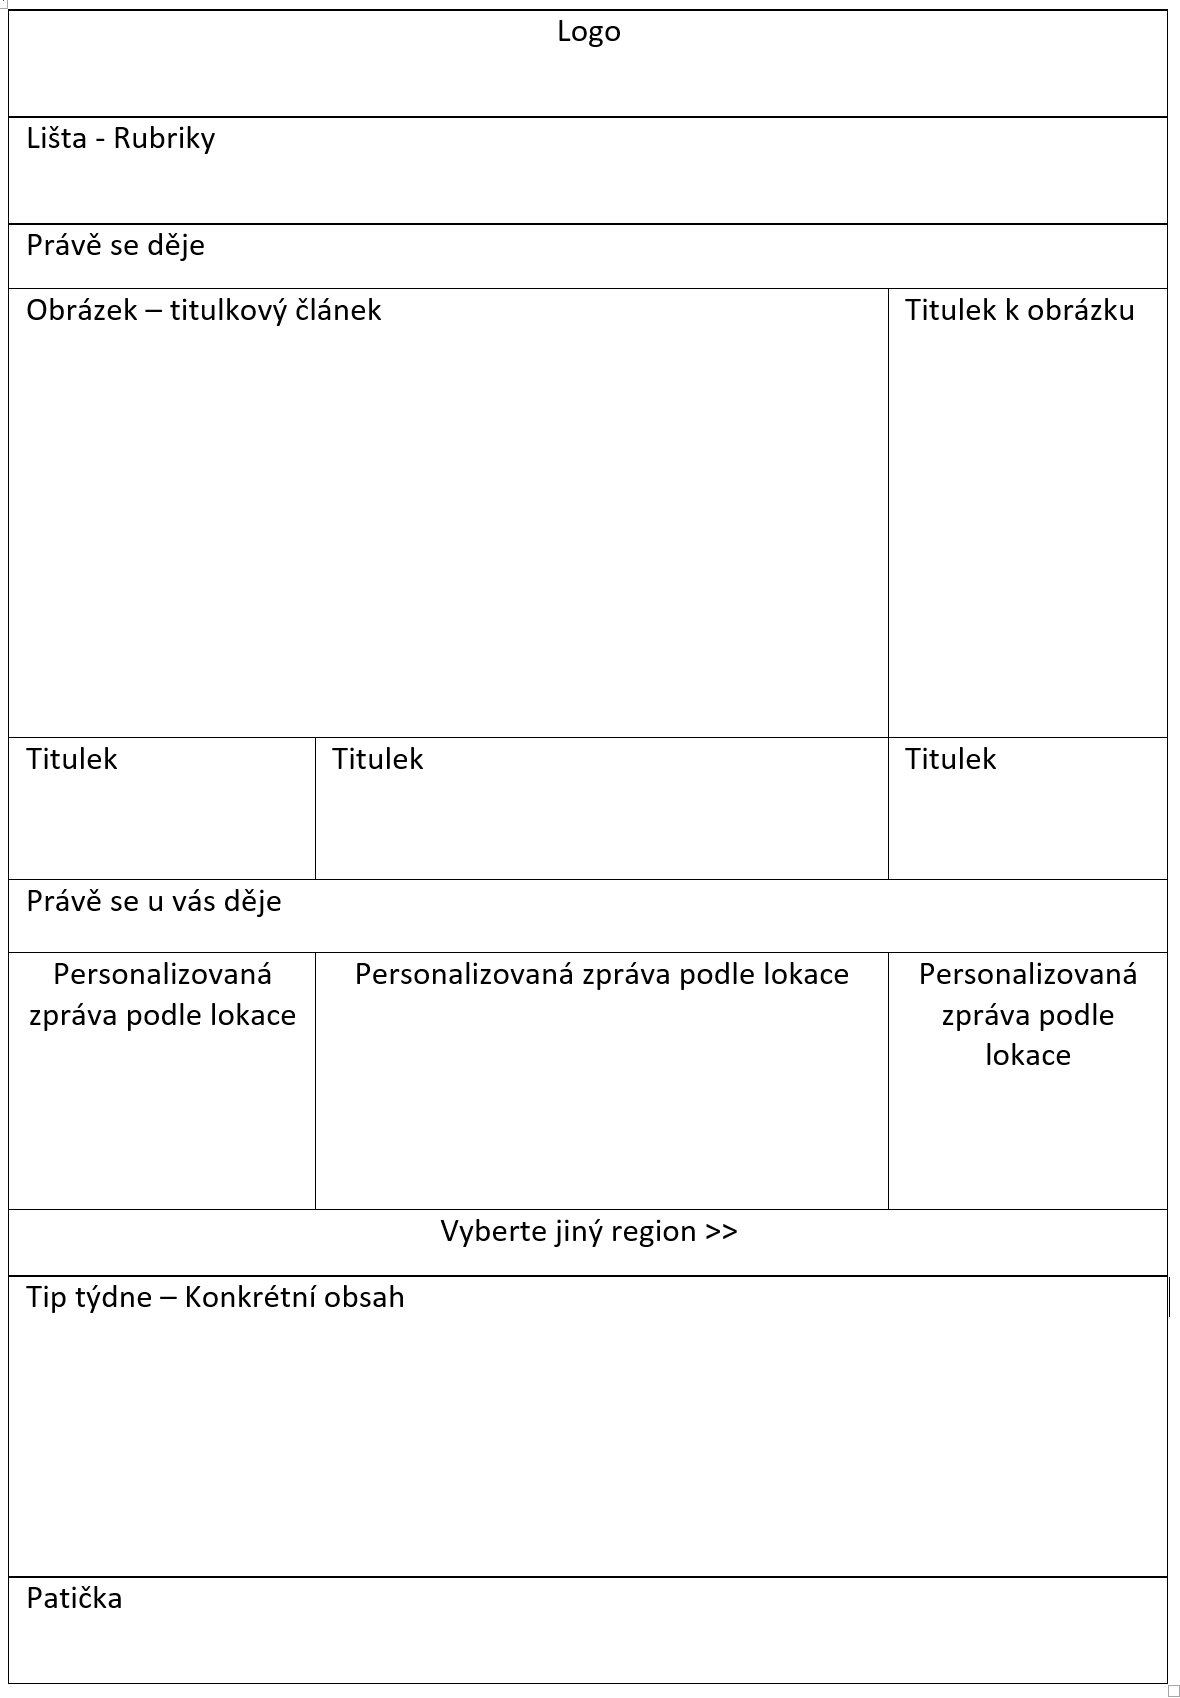 Logo
Lišta - Rubriky
Právě se děje
Obrázek – titulkový článek
Titulek k obrázku
Titulek
Titulek
Titulek
Právě se u vás děje
Personalizovaná
zpráva podle lokace
Personalizovaná zpráva podle lokace
Personalizovaná
zpráva podle
lokace
Vyberte jiný region >>
Tip týdne – Konkrétní obsah
Patička